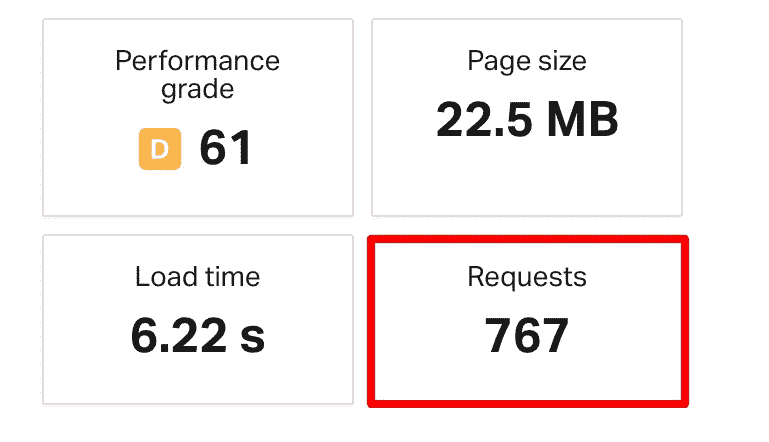 Performance
grade
D 61
Page size
22.5 MB
Load time
6.22 s
Requests
767